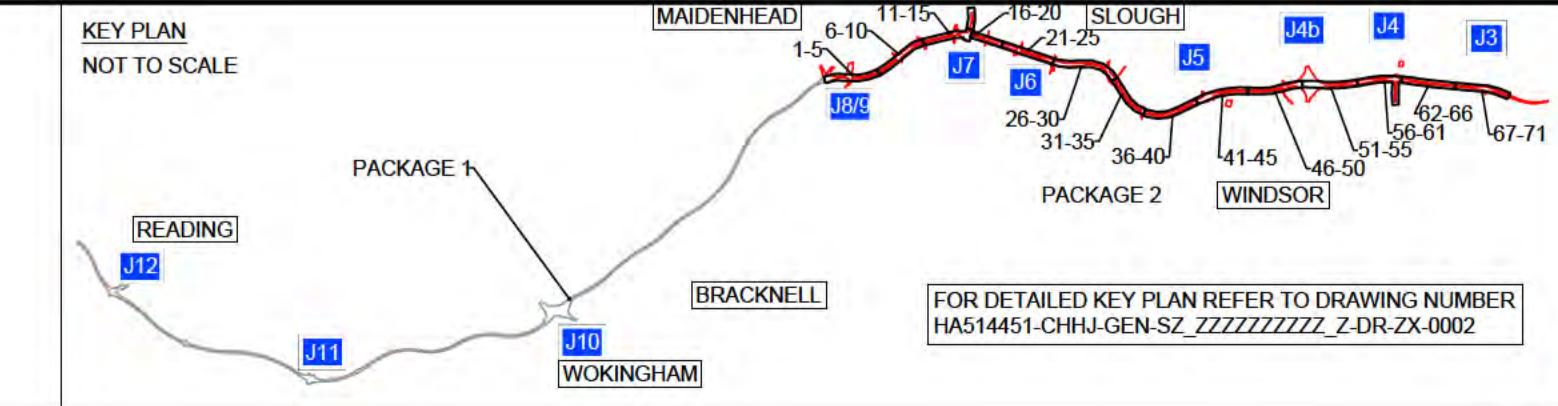 KEY PLAN
NOT TO SCALE
MAIDENHEAD
11-15
16-20
SLOUGH
6-10
21-25
1-5
J7
J6
J5
J4b
J4
J3
J8/9
26-30
31-35
36-40
41-45
46-50
51-55
56-61
62-66
67-71
PACKAGE 1
PACKAGE 2
WINDSOR
READING
J12
BRACKNELL
FOR DETAILED KEY PLAN REFER TO DRAWING NUMBER
HA514451-CHHJ-GEN-SZ_ZZZZZZZZZZ_Z-DR-ZX-0002
J11
J10
WOKINGHAM